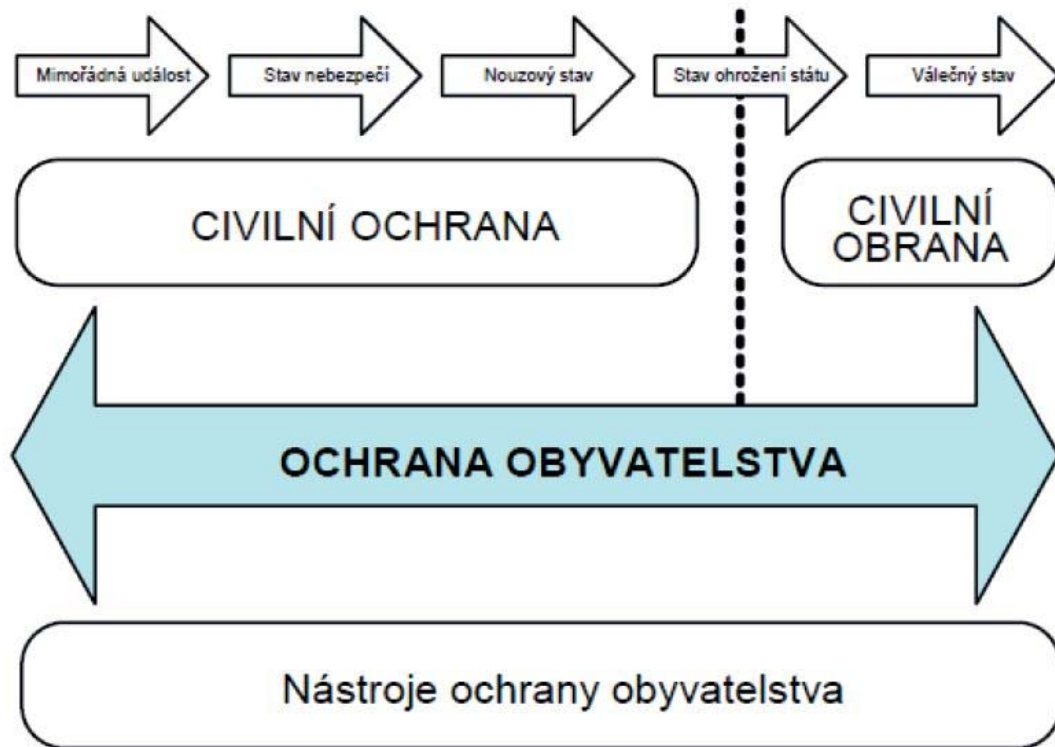 Mimořádná událost
Stav nebezpečí
Nouzový stav
Stav ohrožení státu
Válečný stav
CIVILNÍ OCHRANA
CIVILNÍ
OBRANA
OCHRANA OBYVATELSTVA
Nástroje ochrany obyvatelstva